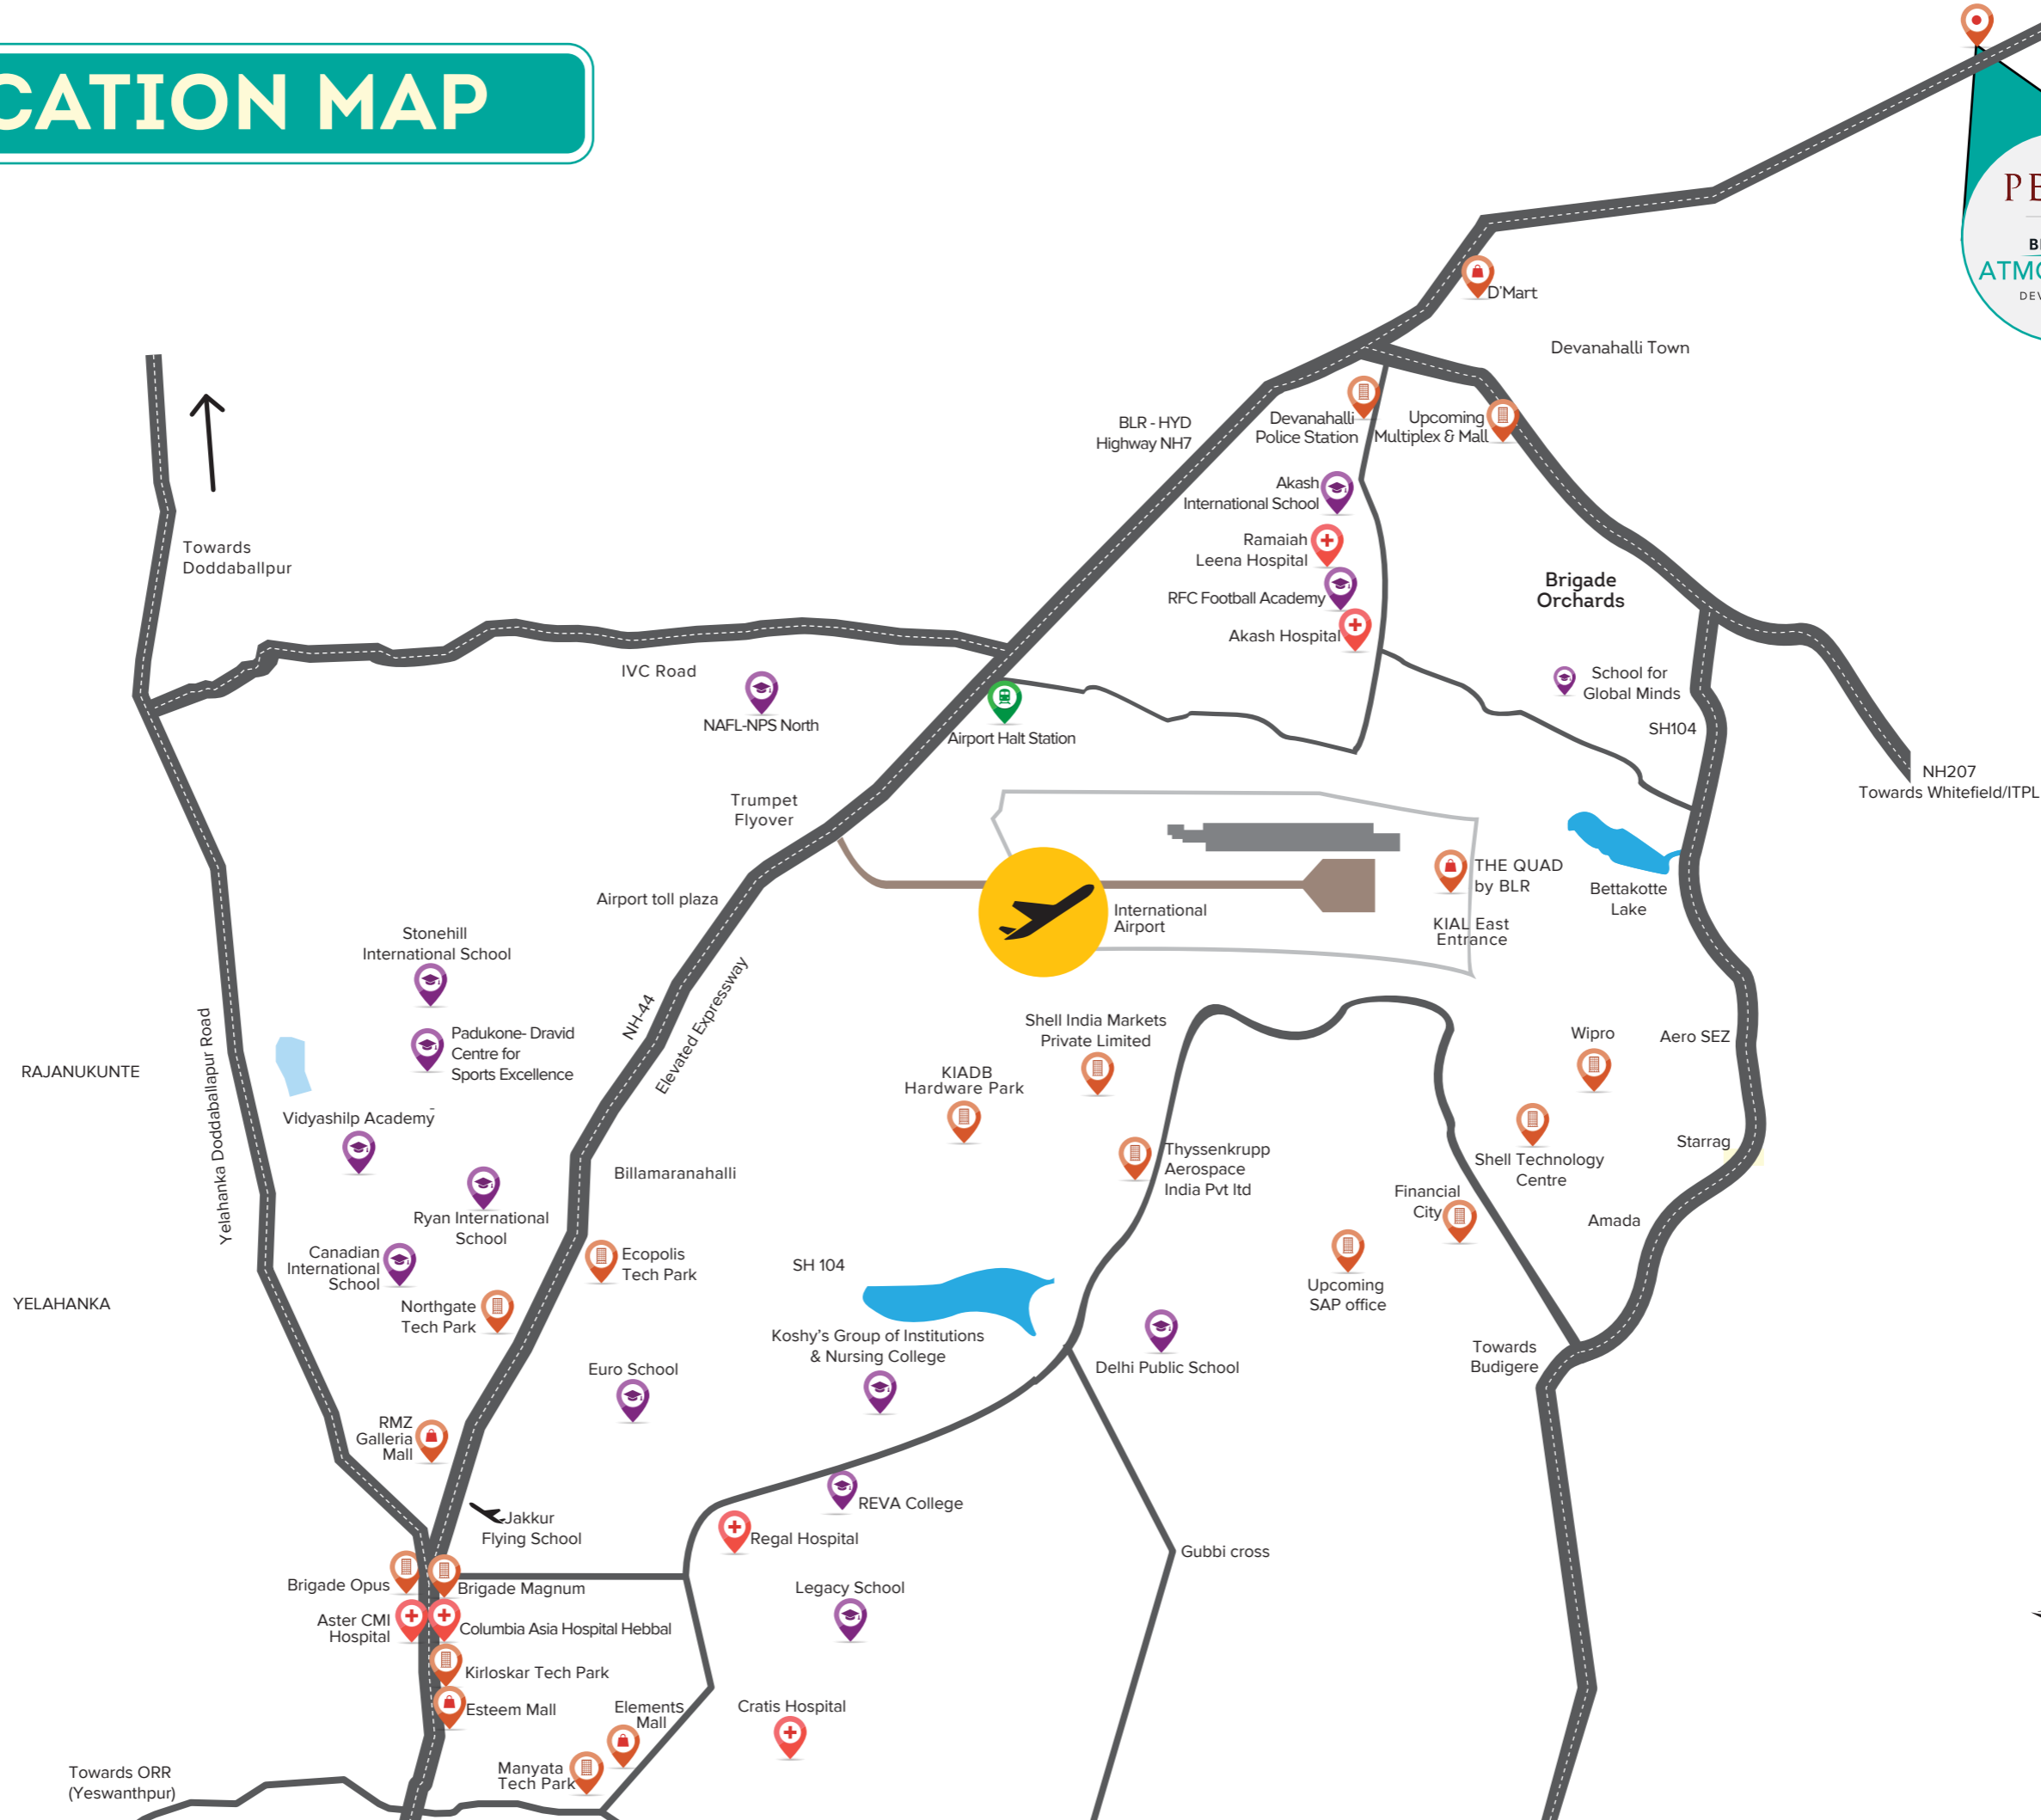 CATION MAP
D'Mart
Devanahalli Town
BLR - HYD
Highway NH7
Devanahalli
Police Station
Upcoming
Multiplex & Mall
Akash
International School
Ramaiah
Leena Hospital
RFC Football Academy
Akash Hospital
Brigade
Orchards
School for
Global Minds
SH104
NH207
Towards Whitefield/ITPL
Towards
Doddaballpur
IVC Road
NAFL-NPS North
Airport Halt Station
Trumpet
Flyover
Airport toll plaza
International
Airport
THE QUAD
by BLR
KIAL East
Entrance
Bettakotte
Lake
Stonehill
International School
Padukone- Dravid
Centre for
Sports Excellence
NH-44
Elevated Expressway
Yelahanka Doddaballapur Road
RAJANUKUNTE
Vidyashilp Academy
Shell India Markets
Private Limited
KIADB
Hardware Park
Wipro
Aero SEZ
Thyssenkrupp
Aerospace
India Pvt ltd
Shell Technology
Centre
Starrag
Financial
City
Amada
Billamaranahalli
Ryan International
School
Canadian
International
School
Ecopolis
Tech Park
SH 104
Upcoming
SAP office
YELAHANKA
Northgate
Tech Park
Koshy's Group of Institutions
& Nursing College
Delhi Public School
Towards
Budigere
Euro School
RMZ
Galleria
Mall
REVA College
Jakkur
Flying School
Regal Hospital
Gubbi cross
Brigade Opus
Brigade Magnum
Legacy School
Aster CMI
Hospital
Columbia Asia Hospital Hebbal
Kirloskar Tech Park
Esteem Mall
Elements
Mall
Cratis Hospital
Manyata
Tech Park
Towards ORR
(Yeswanthpur)